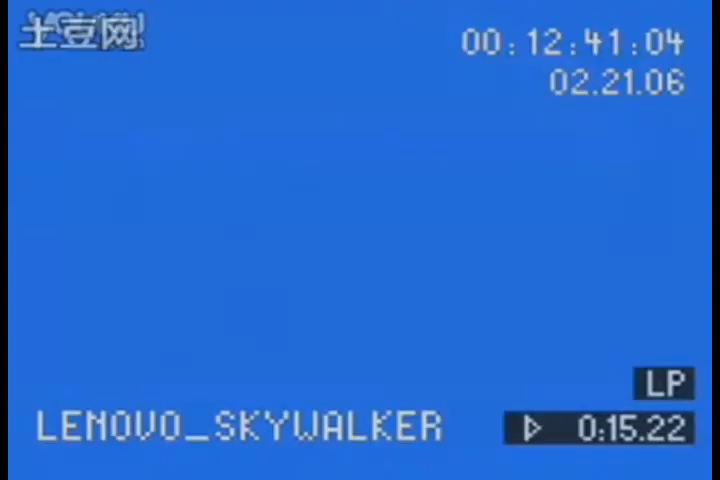 土豆网
00:12:41:04
02.21.06
LP
LENOVO_SKYWALKER
0:15.22